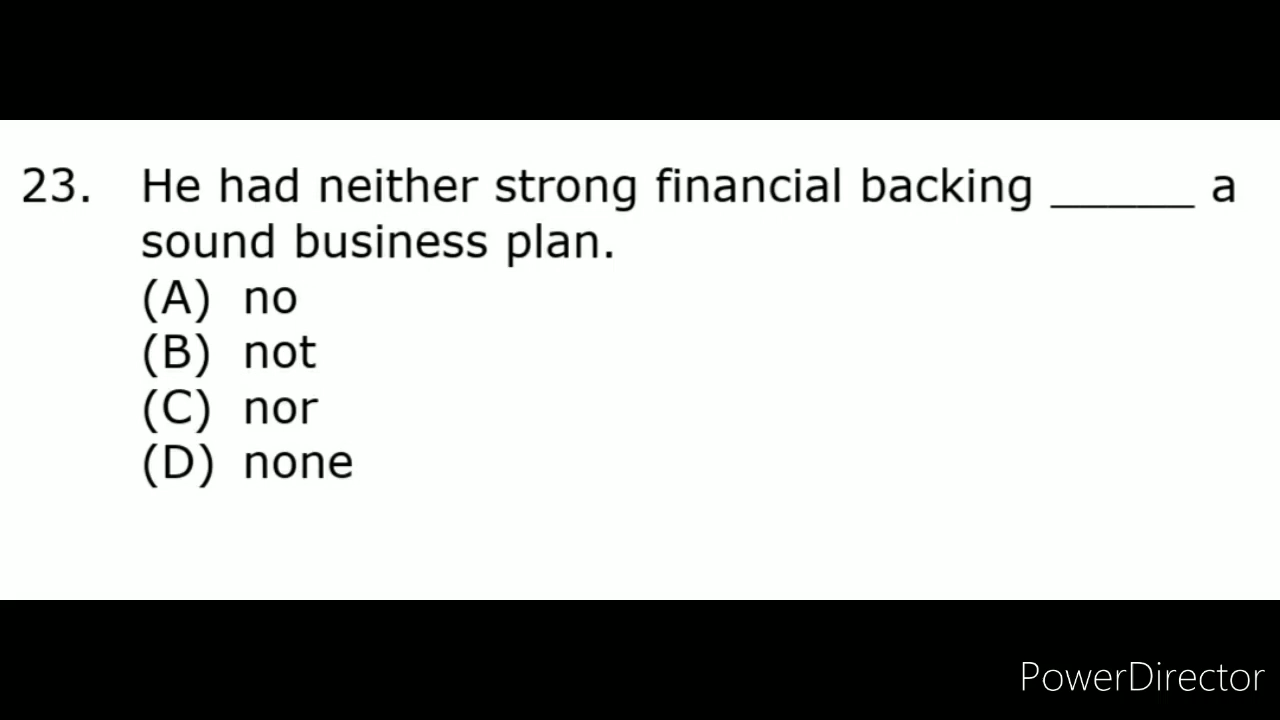 23. He had neither strong financial backing ______ a
sound business plan.
(A) no
(B) not
(C) nor
(D) none
PowerDirector